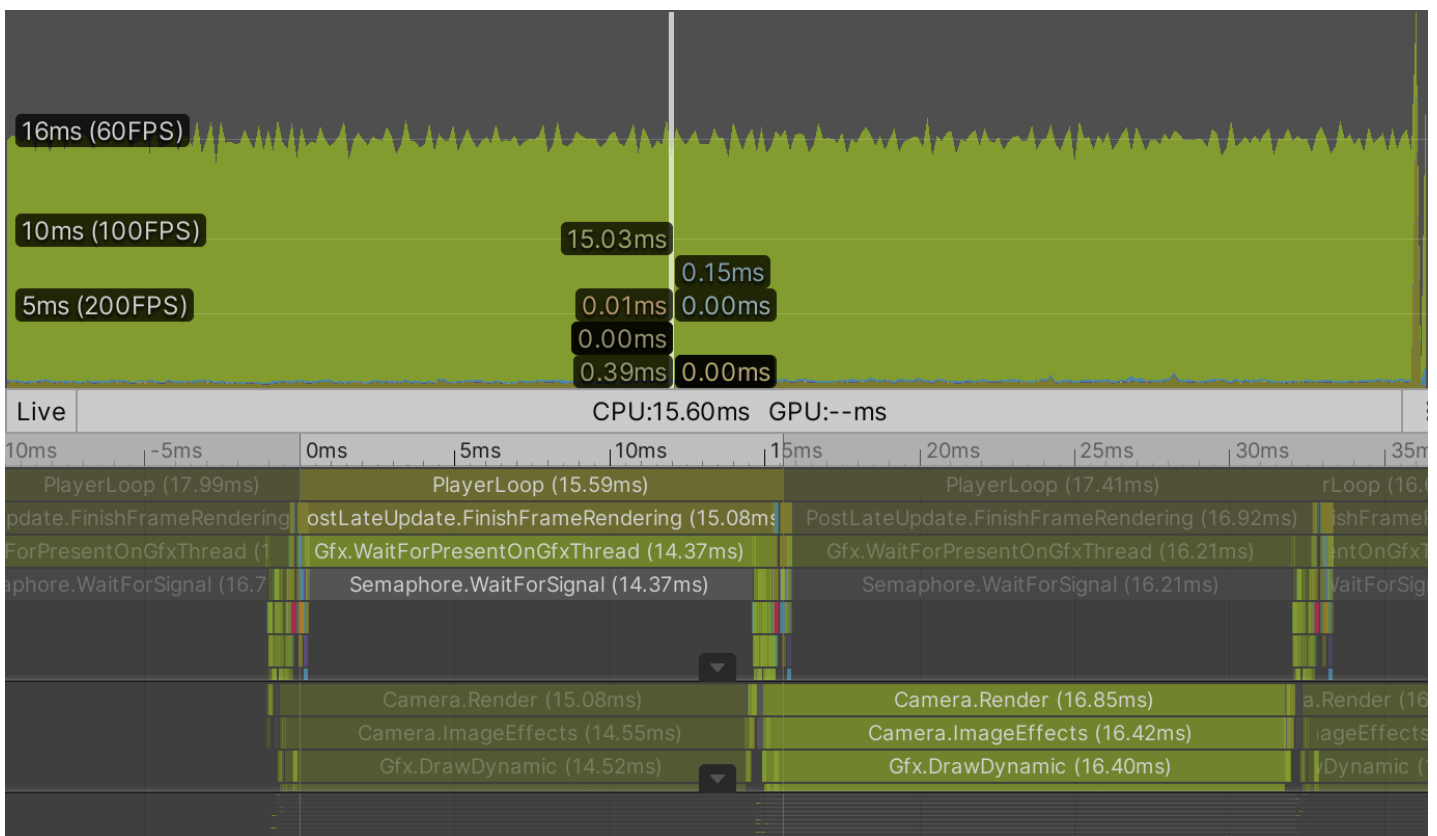 16ms (60FPS)
10ms (100FPS)
15.03ms
0.15ms
5ms (200FPS)
0.01ms 0.00ms
0.00ms
0.39ms 0.00ms
Live CPU:15.60ms GPU:--ms
10ms -5ms 0ms 5ms 10ms 15ms 20ms 25ms 30ms 35m
PlayerLoop (17.99ms) PlayerLoop (15.59ms) PlayerLoop (17.41ms) rLoop (16.
pdate.FinishFrameRendering ostLateUpdate.FinishFrameRendering (15.08ms PostLateUpdate.FinishFrameRendering (16.92ms) ishFrame
ForPresentOnGfxThread (1 Gfx.WaitForPresentOnGfxThread (14.37ms) Gfx.WaitForPresentOnGfxThread (16.21ms) entOnGfxT
aphore.WaitForSignal (16.7 Semaphore.WaitForSignal (14.37ms) Semaphore.WaitForSignal (16.21ms) WaitForSig
Camera.Render (15.08ms) Camera.Render (16.85ms) a.Render (16
Camera.ImageEffects (14.55ms) Camera.ImageEffects (16.42ms) ageEffects
Gfx.DrawDynamic (14.52ms) Gfx.DrawDynamic (16.40ms) Dynamic (